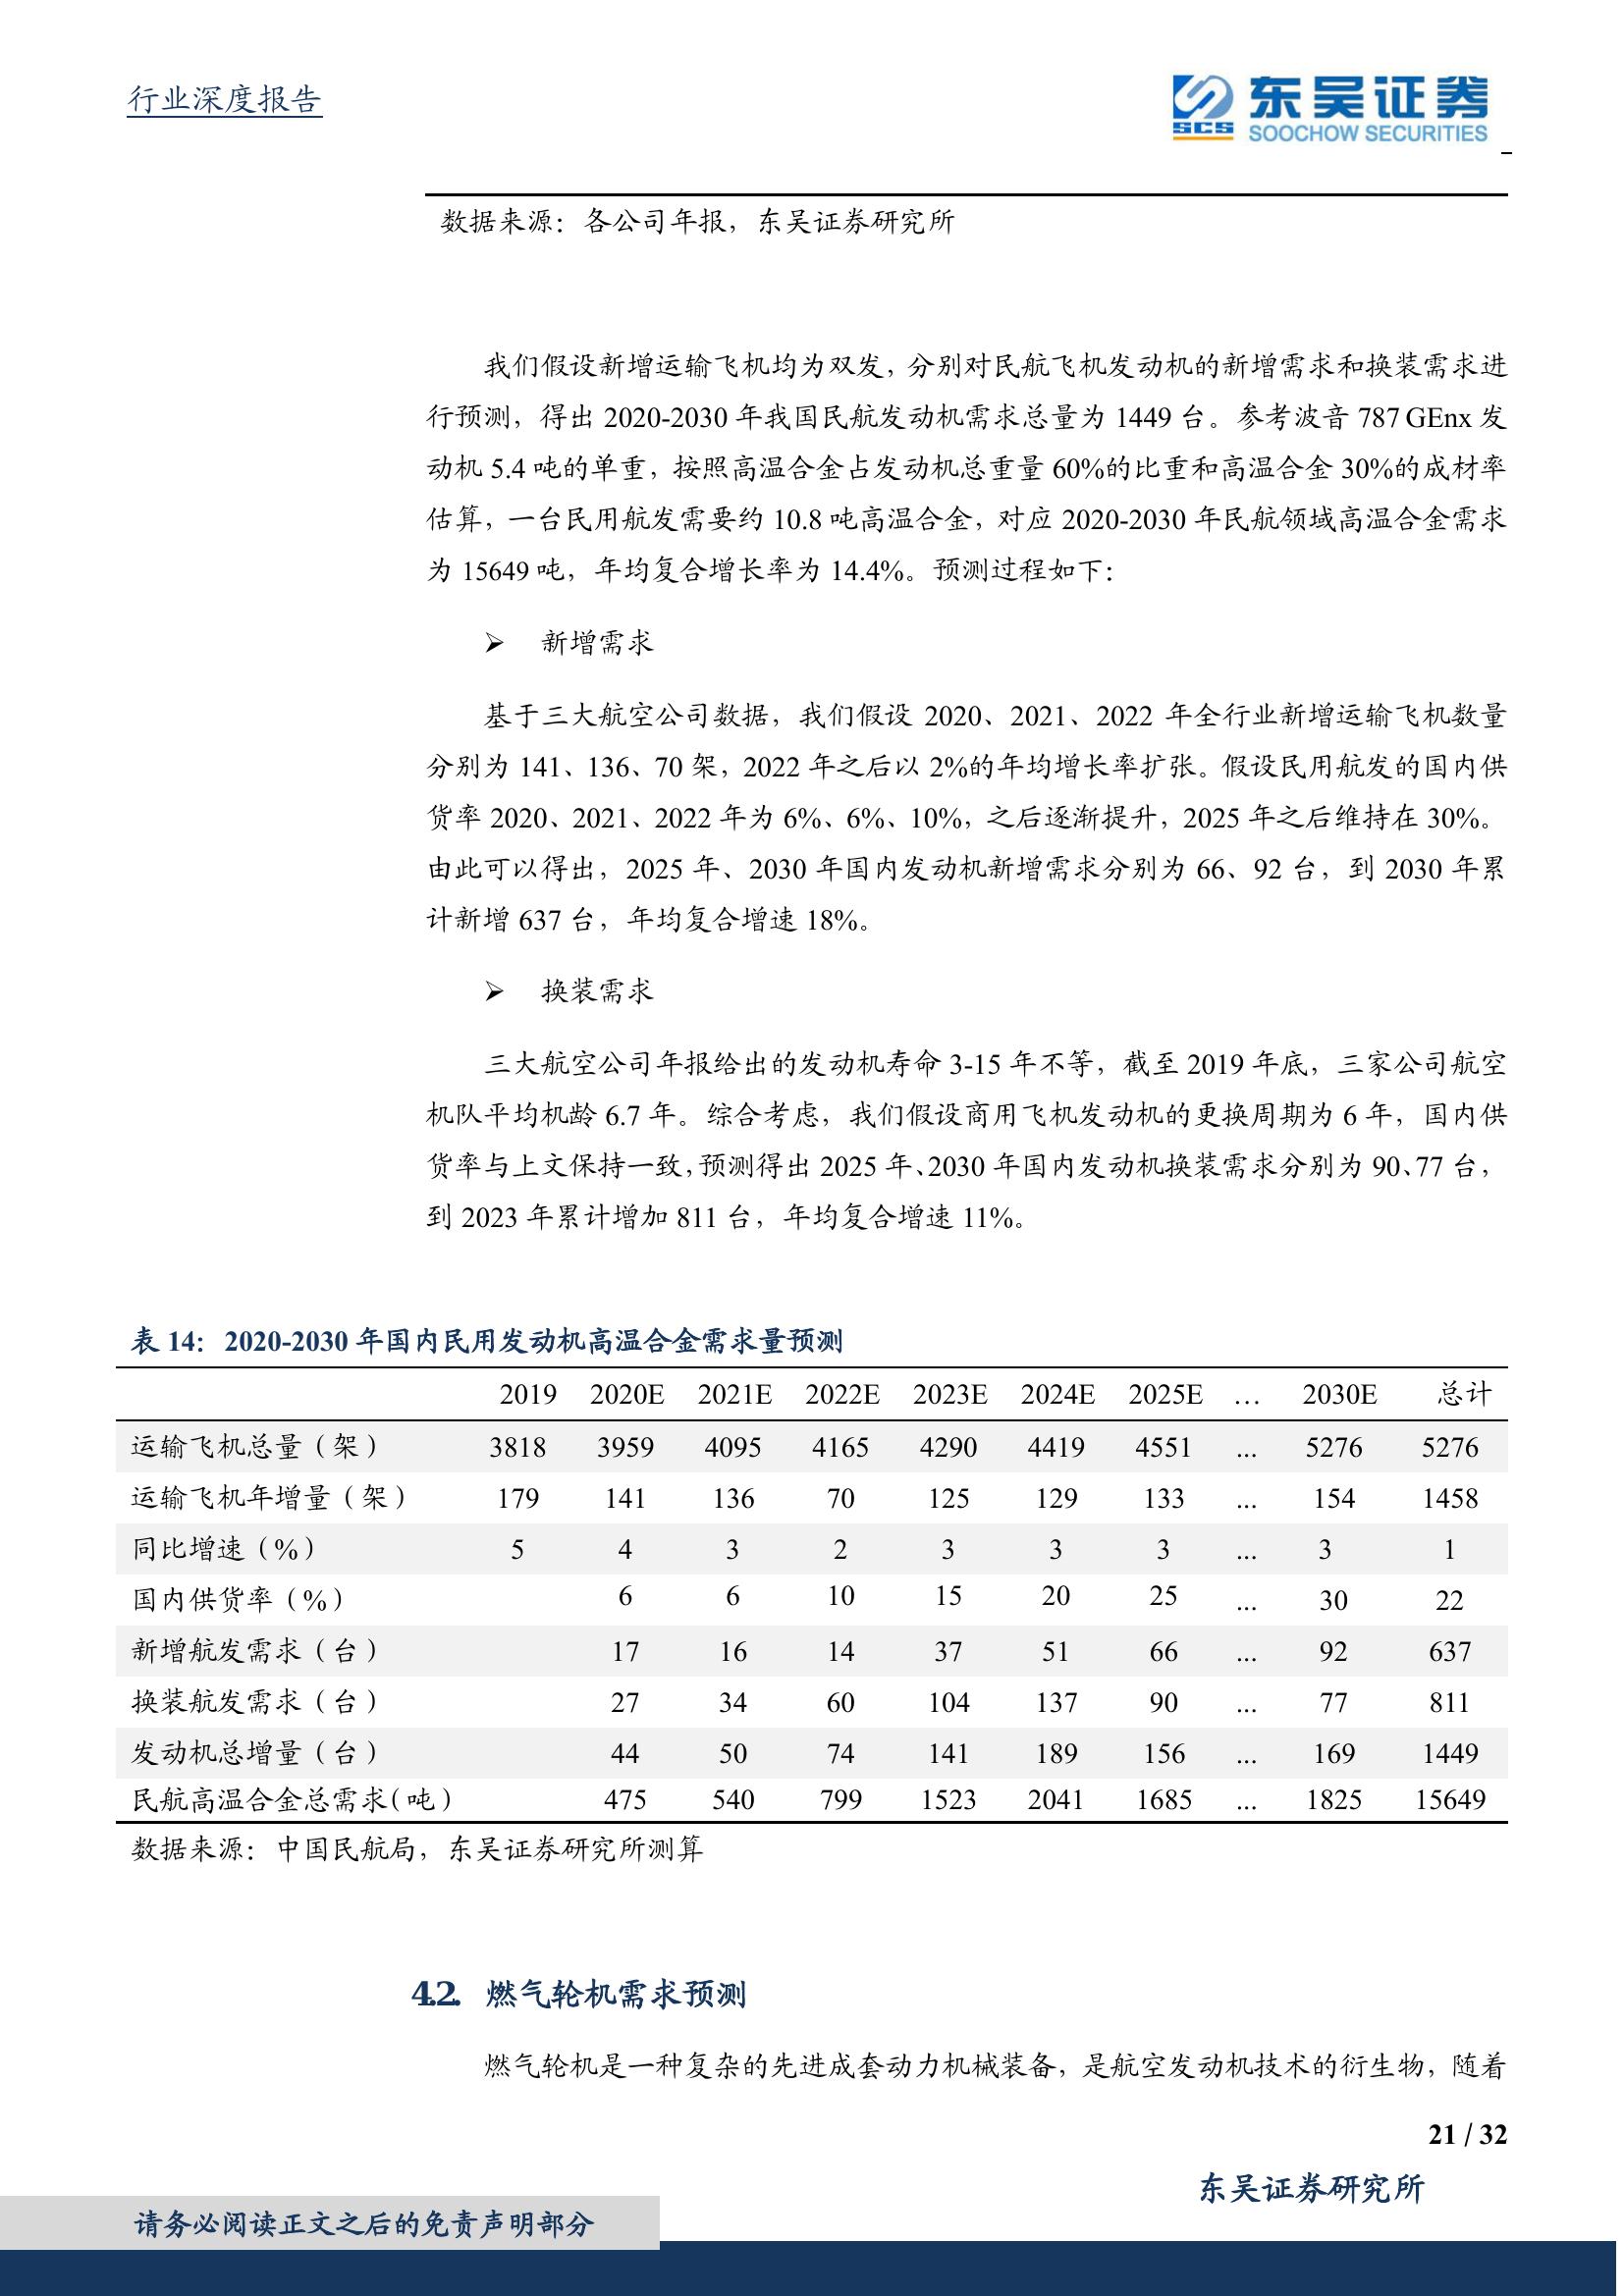 行业深度报告
东吴证券
SCS
SOOCHOW SECURITIES
数据来源：各公司年报，东吴证券研究所
我们假设新增运输飞机均为双发，分别对民航飞机发动机的新增需求和换装需求进
行预测，得出 2020-2030 年我国民航发动机需求总量为 1449 台。参考波音 787 GEnx 发
动机 5.4 吨的单重，按照高温合金占发动机总重量 60%的比重和高温合金 30%的成材率
估算，一台民用航发需要约 10.8 吨高温合金，对应 2020-2030 年民航领域高温合金需求
为 15649 吨，年均复合增长率为 14.4%。预测过程如下：
➢ 新增需求
基于三大航空公司数据，我们假设 2020、2021、2022 年全行业新增运输飞机数量
分别为 141、136、70 架，2022 年之后以 2%的年均增长率扩张。假设民用航发的国内供
货率 2020、2021、2022 年为 6%、6%、10%，之后逐渐提升，2025 年之后维持在 30%。
由此可以得出，2025 年、2030 年国内发动机新增需求分别为 66、92 台，到 2030 年累
计新增 637 台，年均复合增速 18%。
➢ 换装需求
三大航空公司年报给出的发动机寿命 3-15 年不等，截至 2019 年底，三家公司航空
机队平均机龄 6.7 年。综合考虑，我们假设商用飞机发动机的更换周期为 6 年，国内供
货率与上文保持一致，预测得出 2025 年、2030 年国内发动机换装需求分别为 90、77 台，
到 2023 年累计增加 811 台，年均复合增速 11%。
表 14：2020-2030 年国内民用发动机高温合金需求量预测
2019 2020E 2021E 2022E 2023E 2024E 2025E … 2030E 总计
运输飞机总量（架） 3818 3959 4095 4165 4290 4419 4551 ... 5276 5276
运输飞机年增量（架） 179 141 136 70 125 129 133 ... 154 1458
同比增速（%） 5 4 3 2 3 3 3 ... 3 1
国内供货率（%） 6 6 10 15 20 25 ... 30 22
新增航发需求（台） 17 16 14 37 51 66 ... 92 637
换装航发需求（台） 27 34 60 104 137 90 ... 77 811
发动机总增量（台） 44 50 74 141 189 156 ... 169 1449
民航高温合金总需求（吨） 475 540 799 1523 2041 1685 ... 1825 15649
数据来源：中国民航局，东吴证券研究所测算
4.2. 燃气轮机需求预测
燃气轮机是一种复杂的先进成套动力机械装备，是航空发动机技术的衍生物，随着
21 / 32
东吴证券研究所
请务必阅读正文之后的免责声明部分